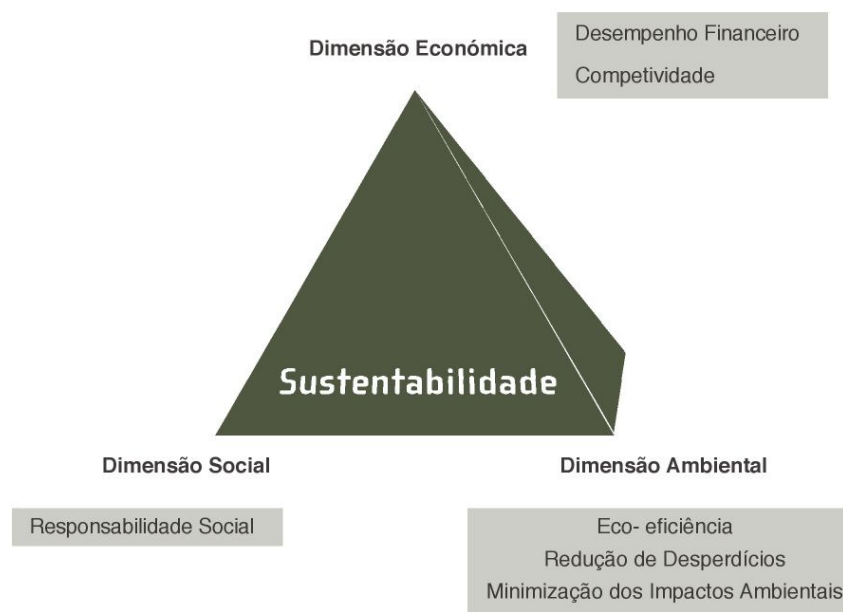 Dimensão Económica
Desempenho Financeiro
Competividade
Sustentabilidade
Dimensão Social
Dimensão Ambiental
Responsabilidade Social
Eco- eficiência
Redução de Desperdícios
Minimização dos Impactos Ambientais